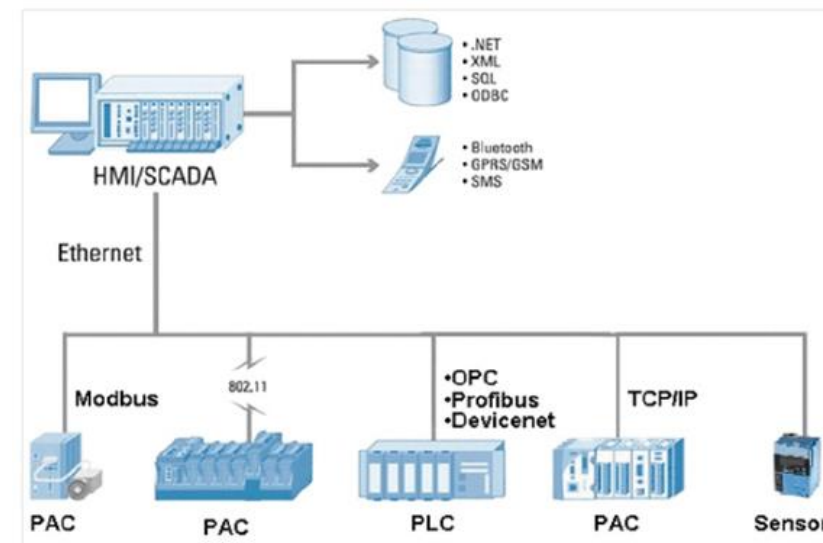 • .NET
• XML
• SQL
• ODBC
• Bluetooth
• GPRS/GSM
• SMS
HMI/SCADA
Ethernet
Modbus
802.11
•OPC
•Profibus
•Devicenet
TCP/IP
PAC
PAC
PLC
PAC
Sensor